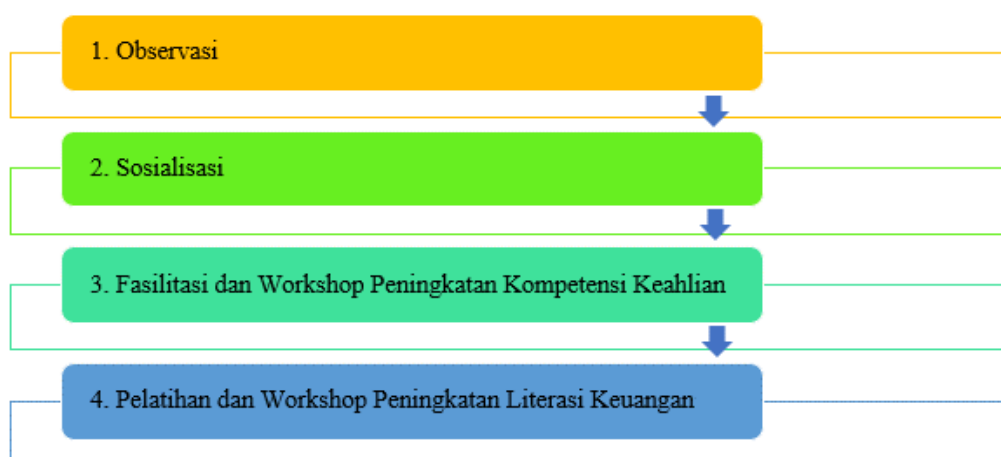 1. Observasi
2. Sosialisasi
3. Fasilitasi dan Workshop Peningkatan Kompetensi Keahlian
4. Pelatihan dan Workshop Peningkatan Literasi Keuangan